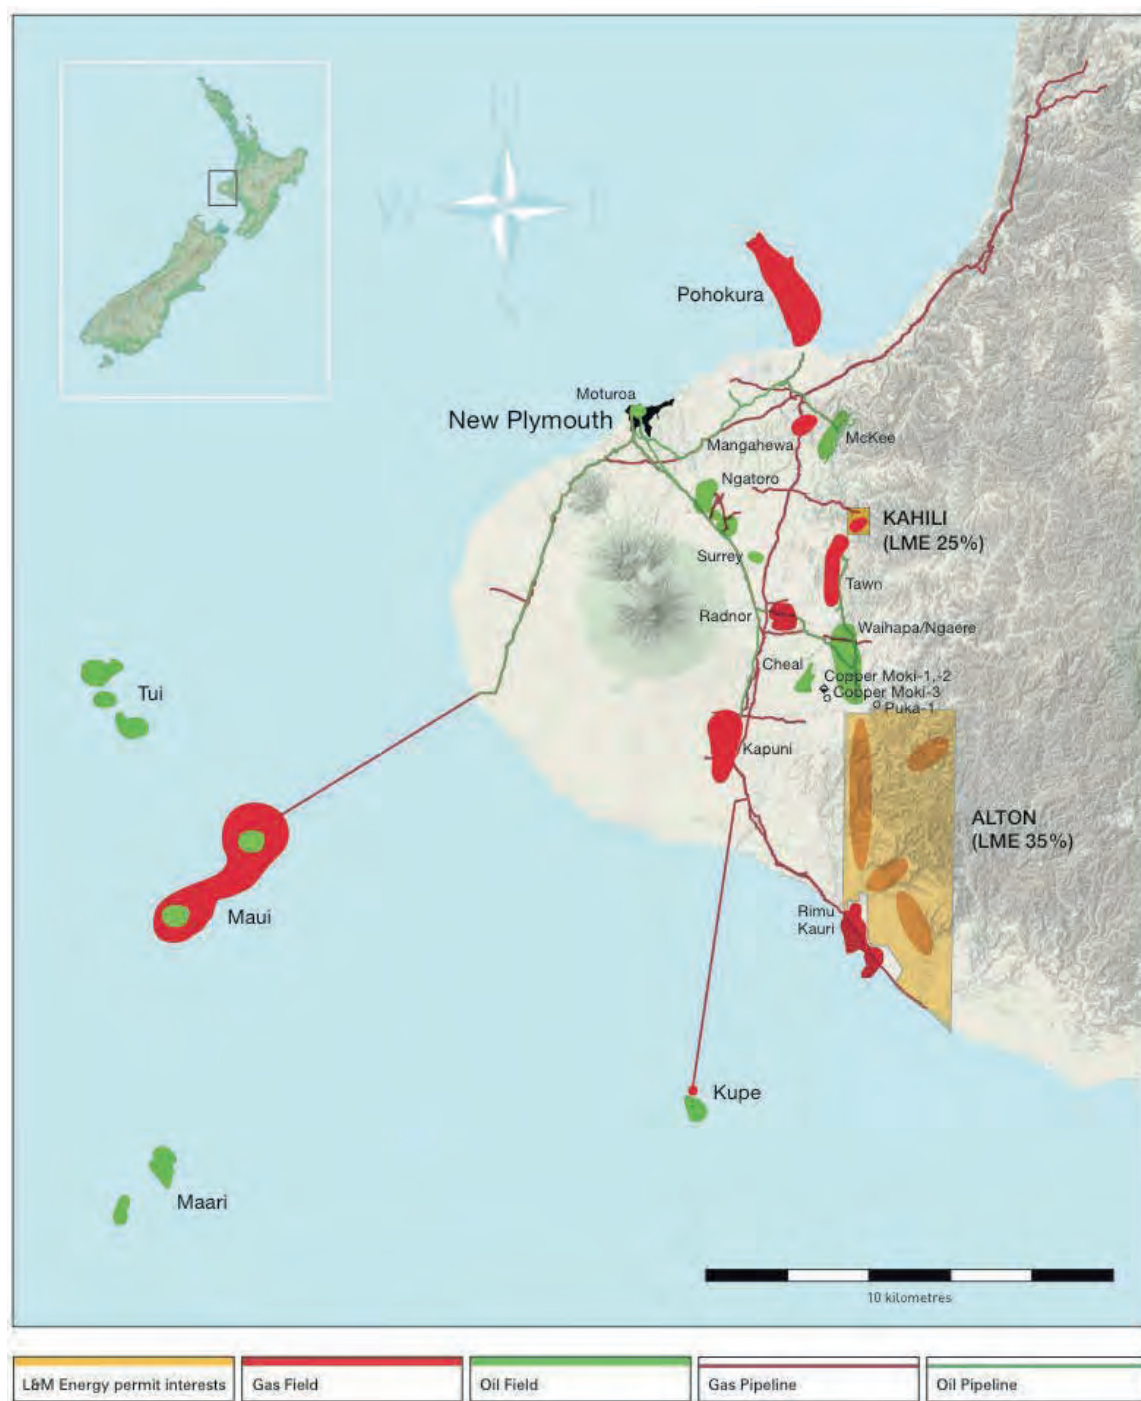 N
W
E
Pohokura
Moturoa
New Plymouth
Mangahewa
McKee
Ngatoro
KAHILI
(LME 25%)
Surrey
Tawn
Radnor
Waihapa/Ngaere
Cheal
Copper Moki-1,-2
Copper Moki-3
Puka-1
Tui
Kapuni
ALTON
(LME 35%)
Maui
Rimu
Kauri
Kupe
Maari
10 kilometres
L&M Energy permit interests
Gas Field
Oil Field
Gas Pipeline
Oil Pipeline